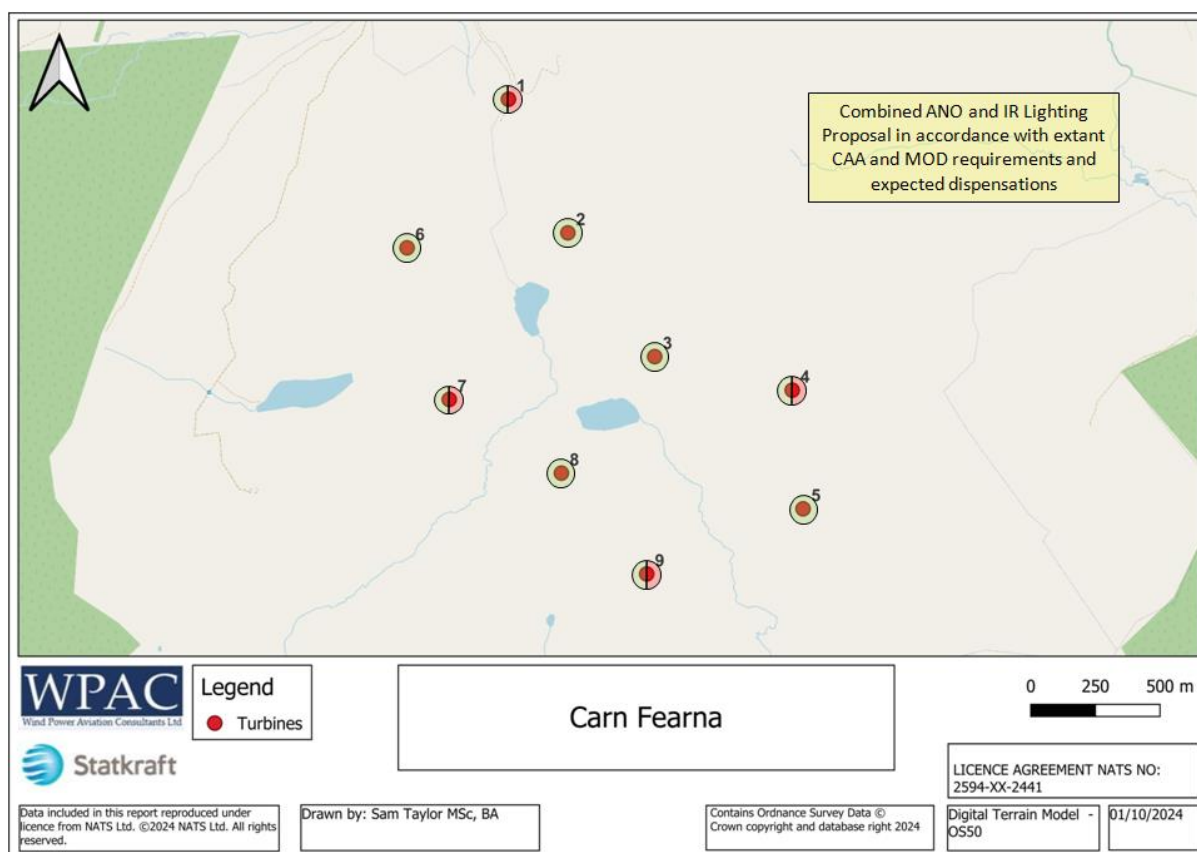 1
Combined ANO and IR Lighting
Proposal in accordance with extant
CAA and MOD requirements and
expected dispensations
2
6
3
4
7
8
5
9
WPAC
Wind Power Aviation Consultants Ltd
Statkraft
Legend
Turbines
Carn Fearna
0 250 500 m
LICENCE AGREEMENT NATS NO:
2594-XX-2441
Data included in this report reproduced under
licence from NATS Ltd. ©2024 NATS Ltd. All rights
reserved.
Drawn by: Sam Taylor MSc, BA
Contains Ordnance Survey Data ©
Crown copyright and database right 2024
Digital Terrain Model -
OS50
01/10/2024